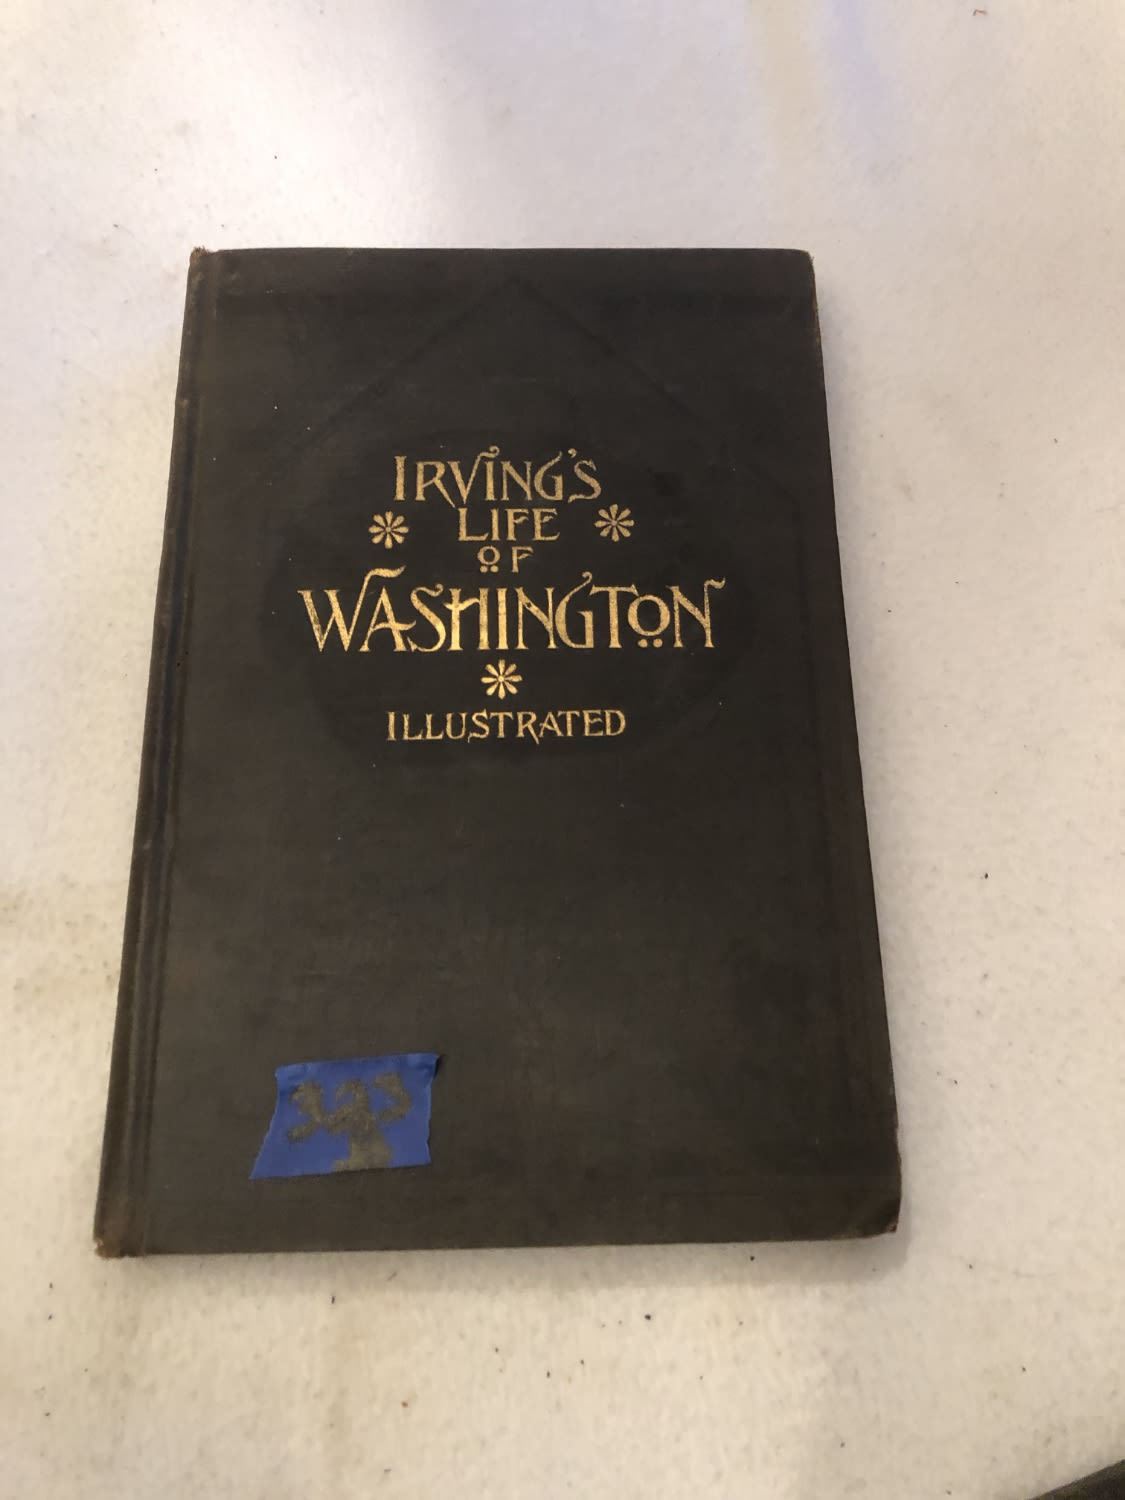 IRVING'S
LIFE
OF
WASHINGTON
ILLUSTRATED